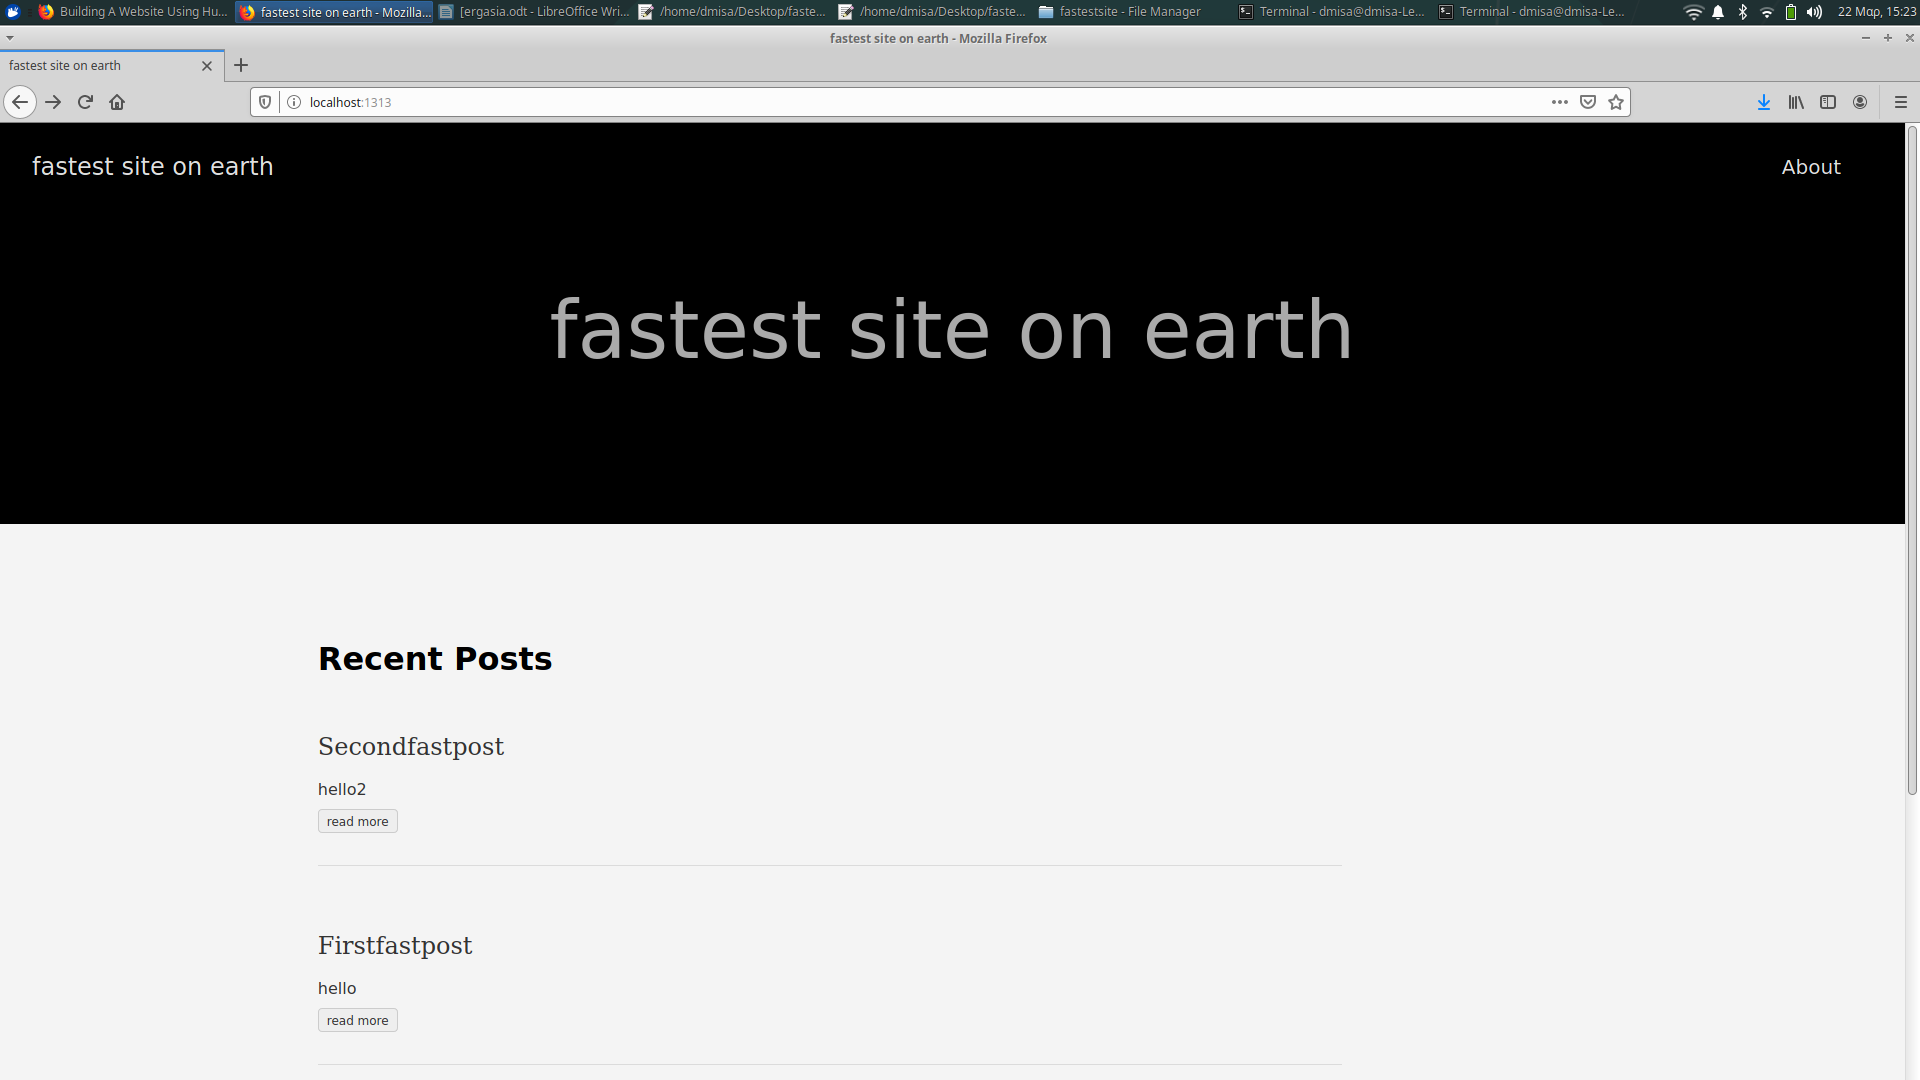 Building A Website Using Hu...
fastest site on earth - Mozilla...
[ergasia.odt - LibreOffice Wri...
/home/dmisa/Desktop/faste...
/home/dmisa/Desktop/faste...
fastestsite - File Manager
Terminal - dmisa@dmisa-Le...
Terminal - dmisa@dmisa-Le...
22 Μαρ, 15:23
fastest site on earth - Mozilla Firefox
fastest site on earth
localhost:1313
fastest site on earth
About
fastest site on earth
Recent Posts
Secondfastpost
hello2
read more
Firstfastpost
hello
read more